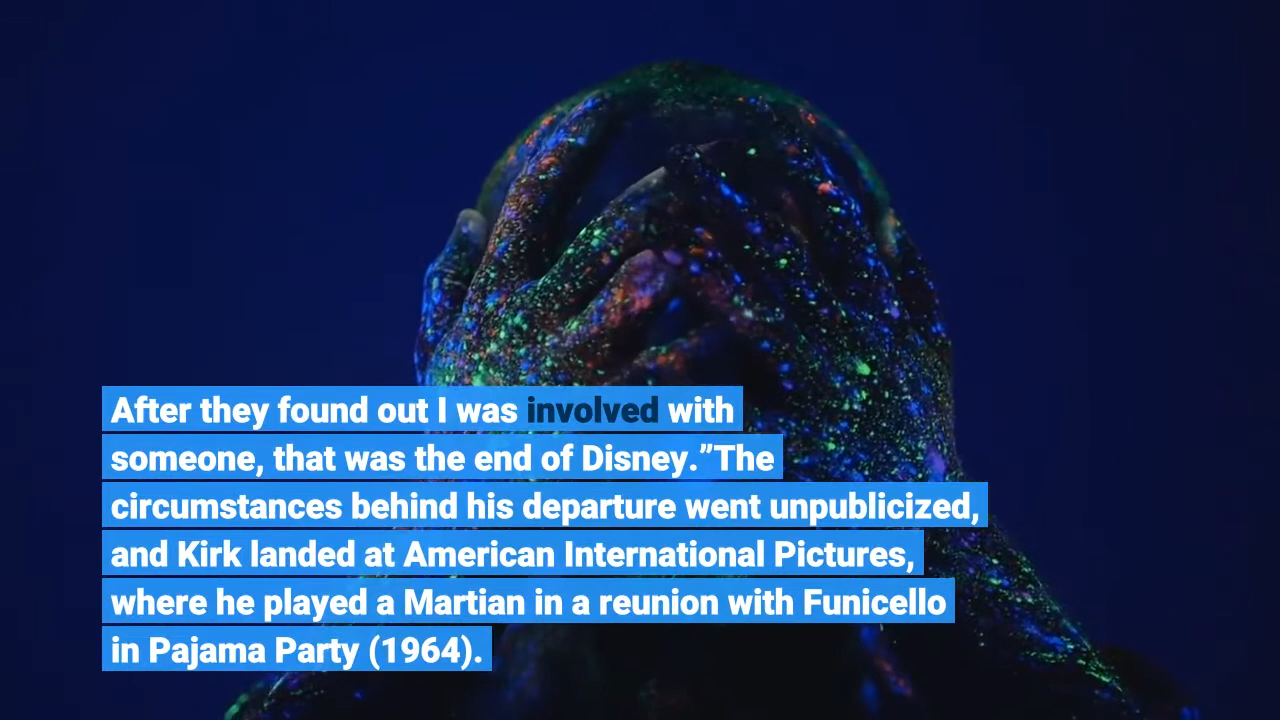 After they found out I was involved with
someone, that was the end of Disney.”The
circumstances behind his departure went unpublicized,
and Kirk landed at American International Pictures,
where he played a Martian in a reunion with Funicello
in Pajama Party (1964).